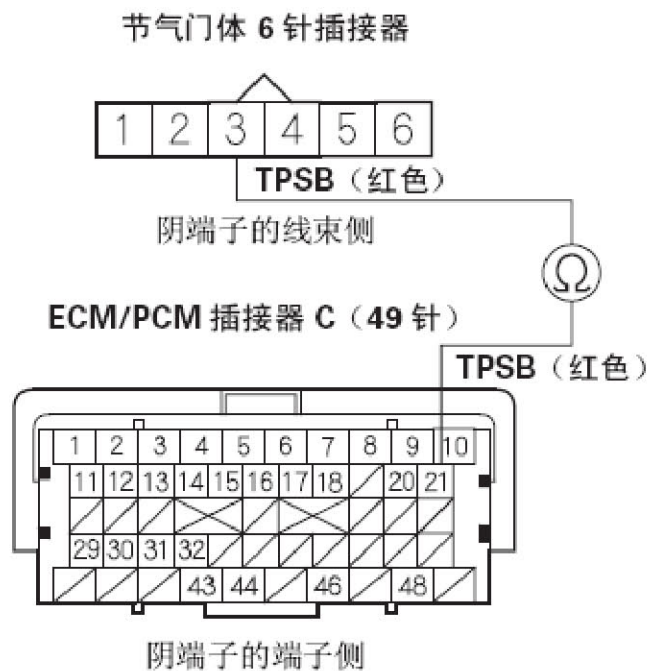 节气门体 6 针插接器
1 2 3 4 5 6
TPSB（红色）
阴端子的线束侧
Ω
ECM/PCM 插接器 C（49 针）
TPSB（红色）
1 2 3 4 5 6 7 8 9 10
11 12 13 14 15 16 17 18 20 21
29 30 31 32
43 44 46 48
阴端子的端子侧